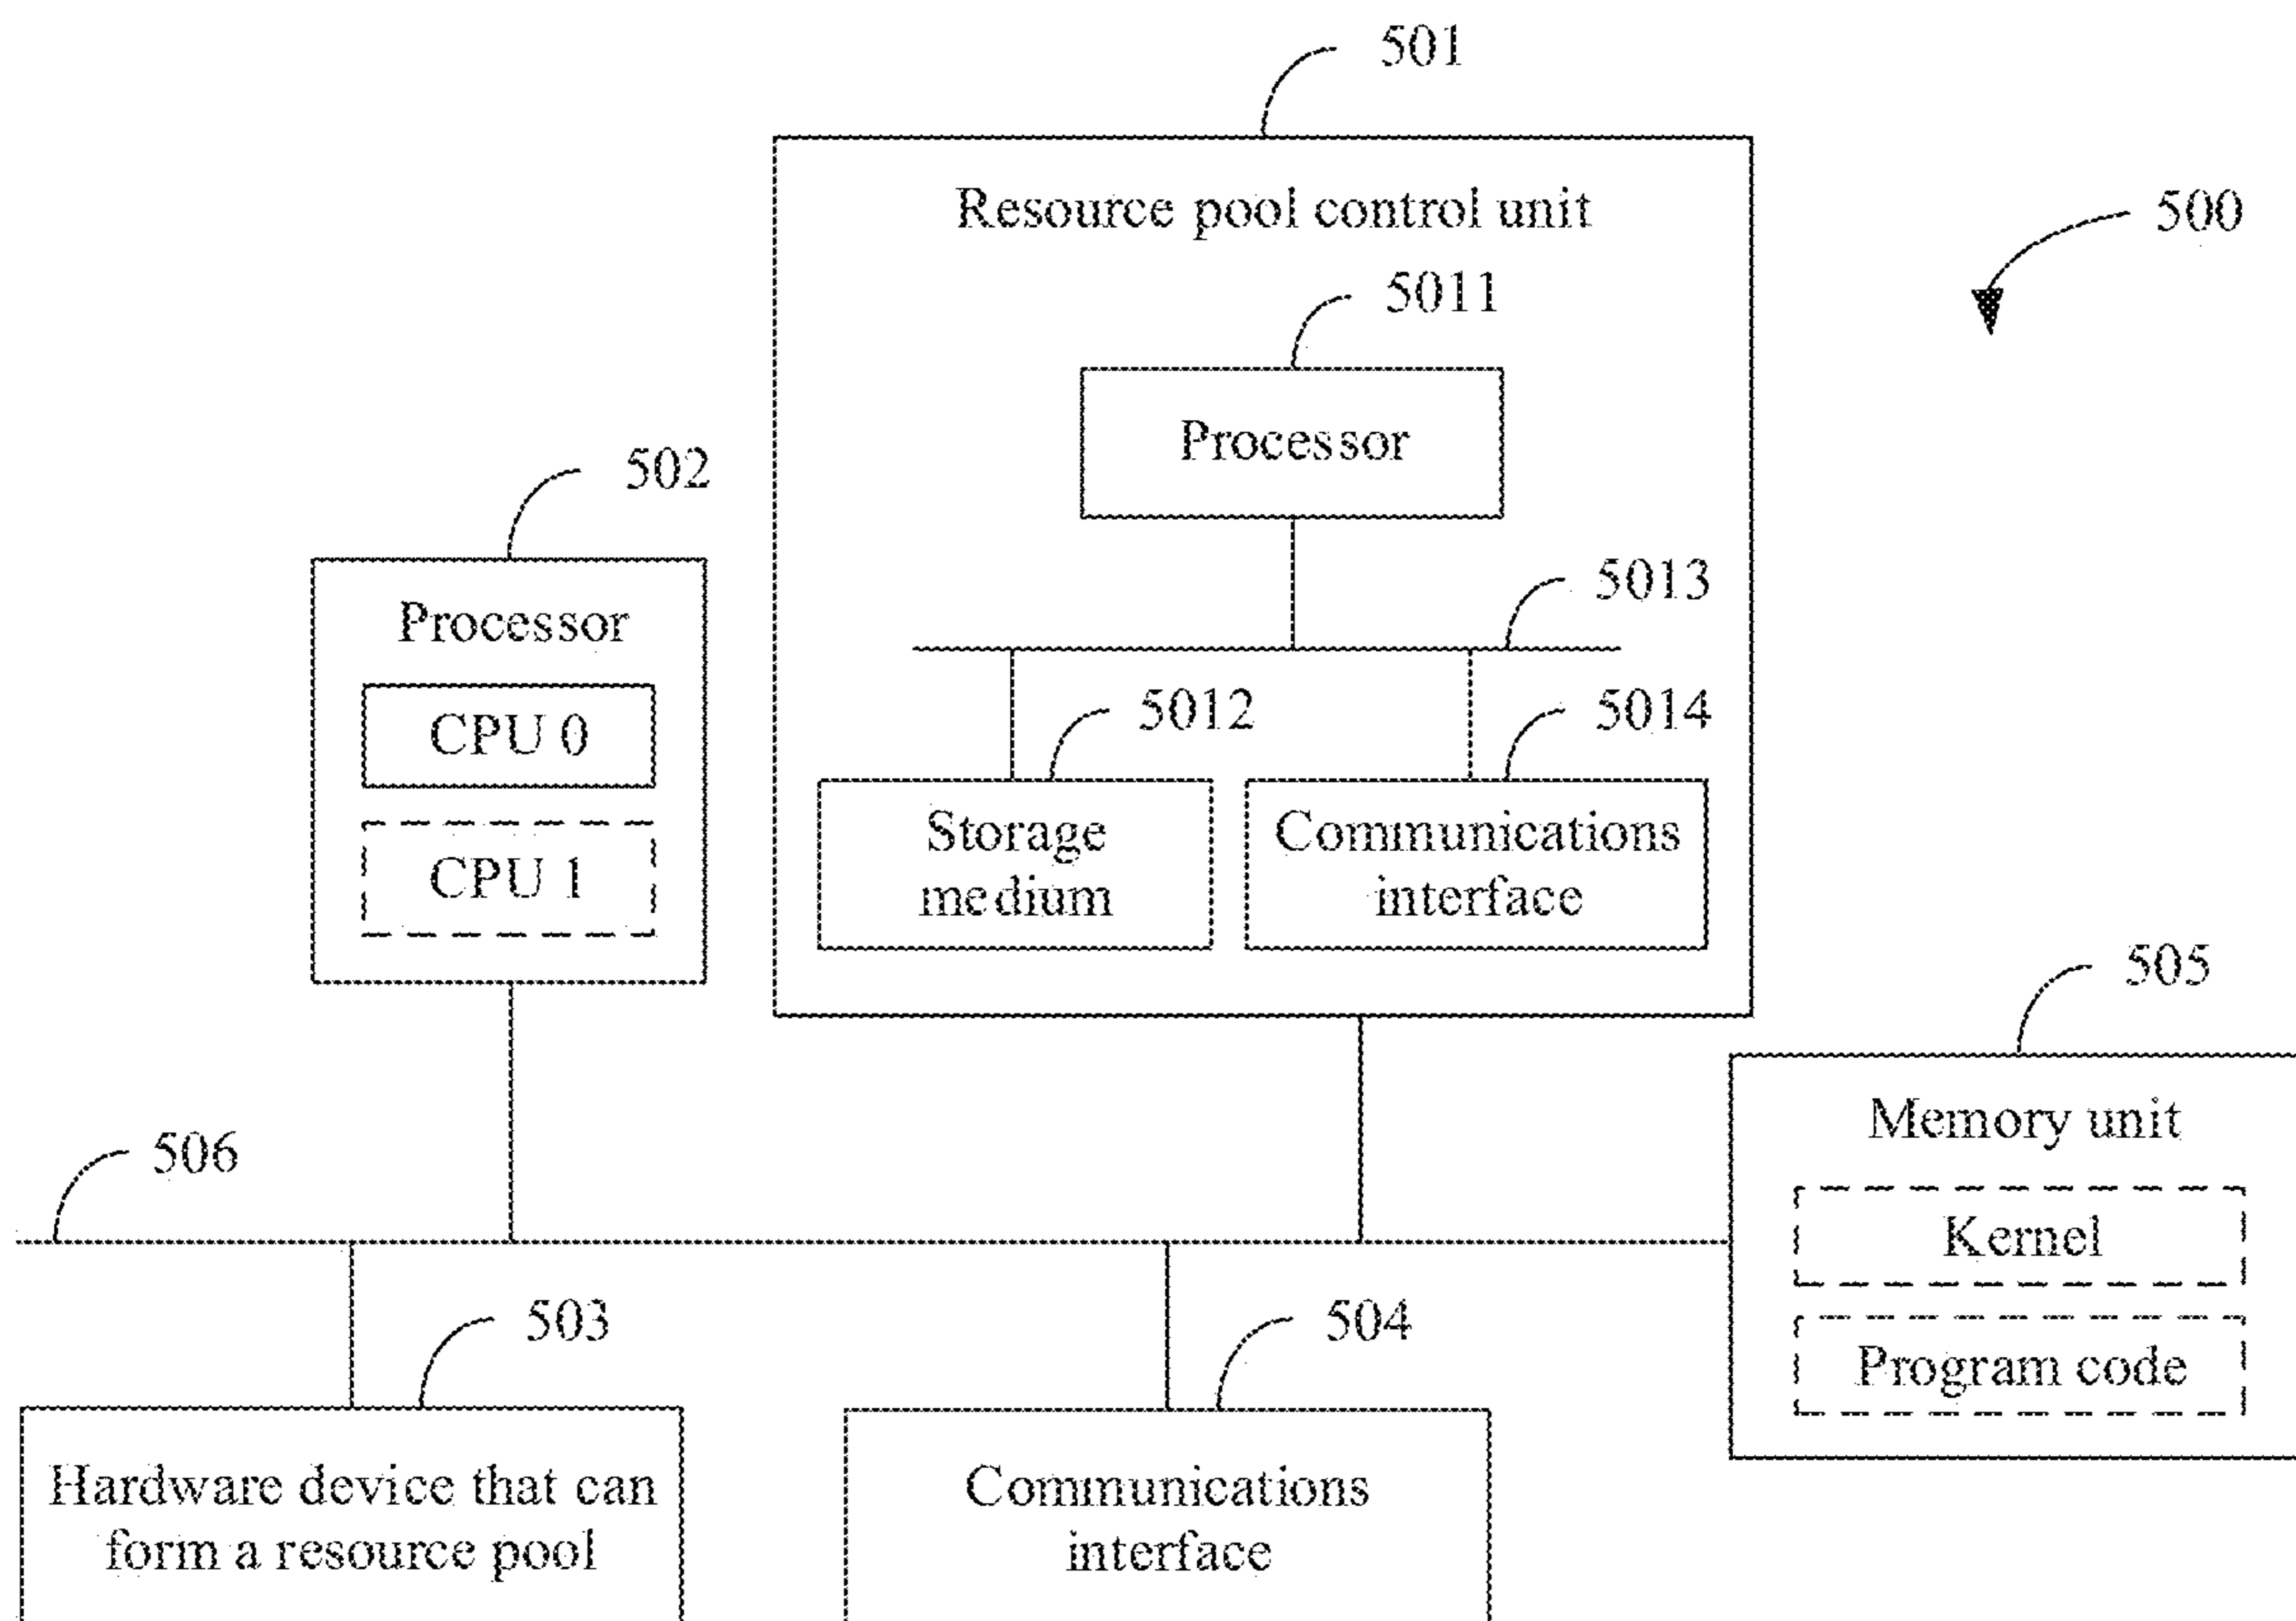 501
Resource pool control unit
500
5011
Processor
502
5013
Processor
CPU 0
5012
5014
CPU 1
Storage
medium
Communications
interface
505
Memory unit
506
Kernel
503
504
Program code
Hardware device that can
form a resource pool
Communications
interface